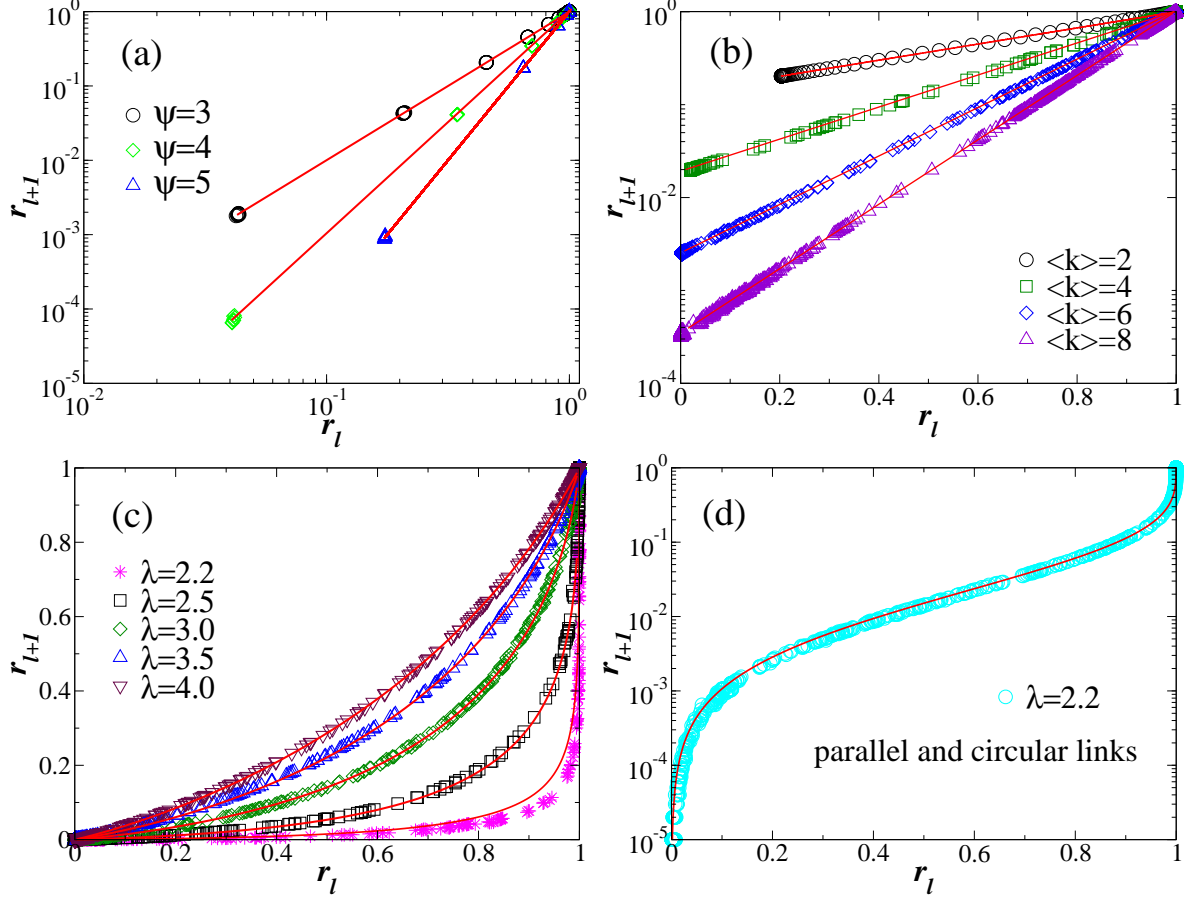 (a)
10^0
10^-1
10^-2
10^-3
10^-4
10^-5
r_{l+1}
ψ=3
ψ=4
ψ=5
10^-2
10^-1
10^0
r_l
(b)
10^0
10^-2
10^-4
r_{l+1}
<k>=2
<k>=4
<k>=6
<k>=8
0
0.2
0.4
0.6
0.8
1
r_l
(c)
1
0.8
0.6
0.4
0.2
0
r_{l+1}
λ=2.2
λ=2.5
λ=3.0
λ=3.5
λ=4.0
0
0.2
0.4
0.6
0.8
1
r_l
(d)
10^0
10^-1
10^-2
10^-3
10^-4
10^-5
r_{l+1}
λ=2.2
parallel and circular links
0
0.2
0.4
0.6
0.8
1
r_l